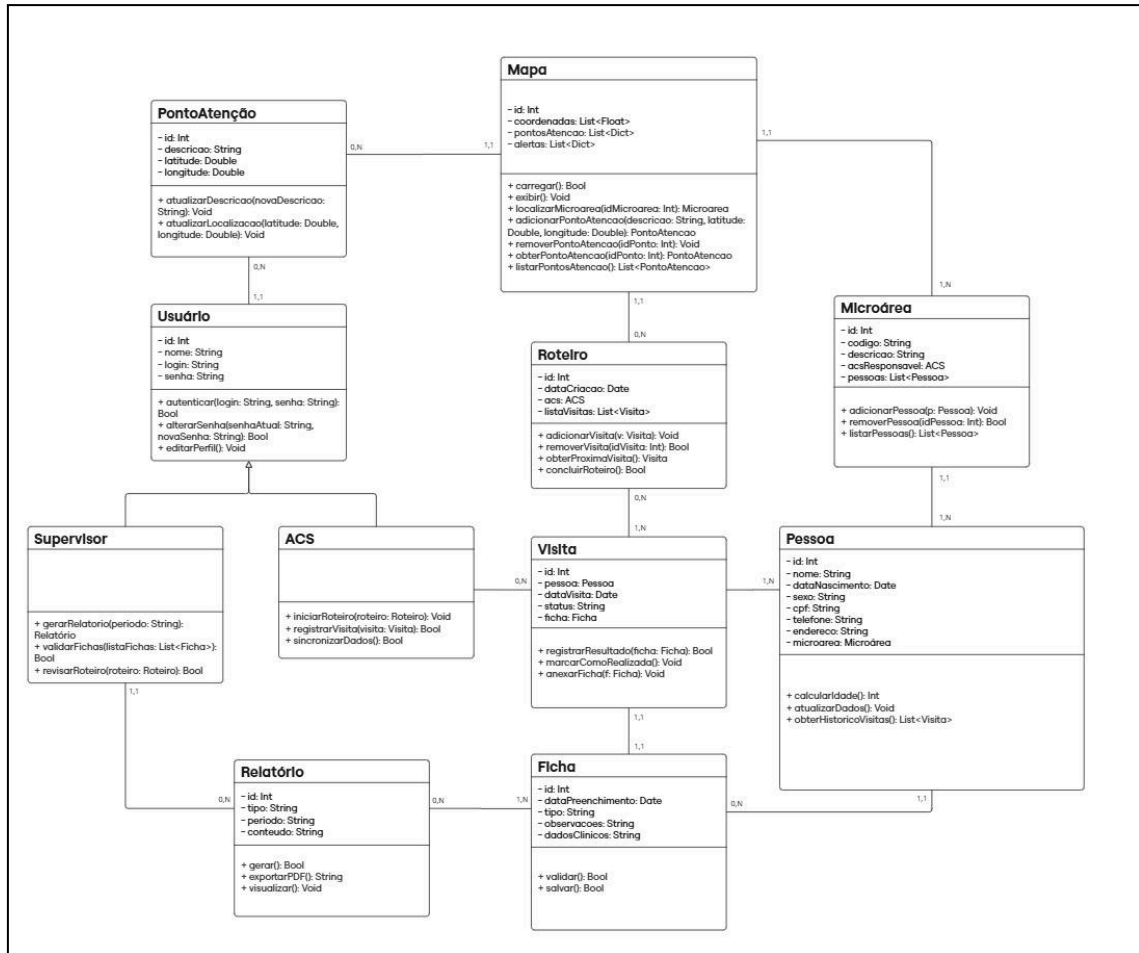 Mapa
- id: Int
- coordenadas: List<Float>
- pontosAtencao: List<Dict>
- alertas: List<Dict>
+ carregar(): Bool
+ exibir(): Void
+ localizarMicroarea(idMicroarea: Int): Microarea
+ adicionarPontoAtencao(descricao: String, latitude:
Double, longitude: Double): PontoAtencao
+ removerPontoAtencao(idPonto: Int): Void
+ obterPontoAtencao(idPonto: Int): PontoAtencao
+ listarPontosAtencao(): List<PontoAtencao>
PontoAtenção
- id: Int
- descricao: String
- latitude: Double
- longitude: Double
+ atualizarDescricao(novaDescricao:
String): Void
+ atualizarLocalizacao(latitude: Double,
longitude: Double): Void
0,N
1,1
1,1
0,N
1,1
1,1
0,N
1,N
Usuário
- id: Int
- nome: String
- login: String
- senha: String
+ autenticar(login: String, senha: String):
Bool
+ alterarSenha(senhaAtual: String,
novaSenha: String): Bool
+ editarPerfil(): Void
Roteiro
- id: Int
- dataCriacao: Date
- acs: ACS
- listaVisitas: List<Visita>
+ adicionarVisita(v: Visita): Void
+ removerVisita(idVisita: Int): Bool
+ obterProximaVisita(): Visita
+ concluirRoteiro(): Bool
Microárea
- id: Int
- codigo: String
- descricao: String
- acsResponsavel: ACS
- pessoas: List<Pessoa>
+ adicionarPessoa(p: Pessoa): Void
+ removerPessoa(idPessoa: Int): Bool
+ listarPessoas(): List<Pessoa>
0,N
1,N
1,1
1,N
Supervisor
+ gerarRelatorio(periodo: String):
Relatório
+ validarFichas(listaFichas: List<Ficha>):
Bool
+ revisarRoteiro(roteiro: Roteiro): Bool
ACS
+ iniciarRoteiro(roteiro: Roteiro): Void
+ registrarVisita(visita: Visita): Bool
+ sincronizarDados(): Bool
0,N
Visita
- id: Int
- pessoa: Pessoa
- dataVisita: Date
- status: String
- ficha: Ficha
+ registrarResultado(ficha: Ficha): Bool
+ marcarComoRealizada(): Void
+ anexarFicha(f: Ficha): Void
1,N
Pessoa
- id: Int
- nome: String
- dataNascimento: Date
- sexo: String
- cpf: String
- telefone: String
- endereco: String
- microarea: Microárea
+ calcularIdade(): Int
+ atualizarDados(): Void
+ obterHistoricoVisitas(): List<Visita>
1,1
1,1
1,1
1,1
Relatório
- id: Int
- tipo: String
- periodo: String
- conteudo: String
+ gerar(): Bool
+ exportarPDF(): String
+ visualizar(): Void
0,N
0,N
1,N
Ficha
- id: Int
- dataPreenchimento: Date
- tipo: String
- observacoes: String
- dadosClinicos: String
+ validar(): Bool
+ salvar(): Bool
0,N